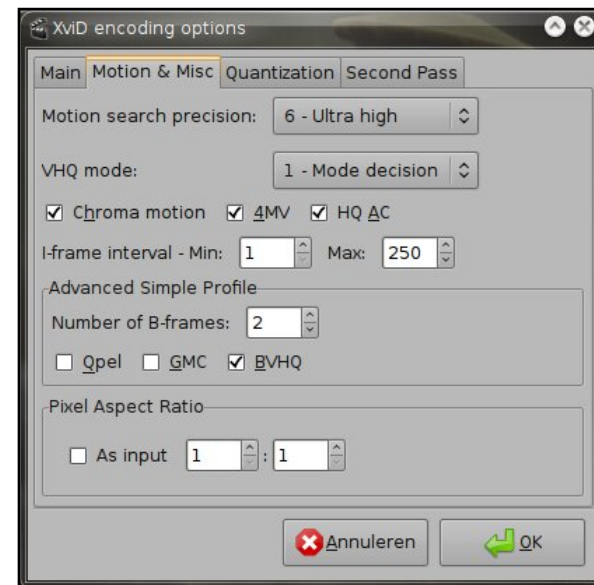 XviD encoding options
Main Motion & Misc Quantization Second Pass
Motion search precision: 6 - Ultra high
VHQ mode: 1 - Mode decision
Chroma motion 4MV HQ AC
I-frame interval - Min: 1 Max: 250
Advanced Simple Profile
Number of B-frames: 2
Qpel GMC BVHQ
Pixel Aspect Ratio
As input 1 : 1
Annuleren OK